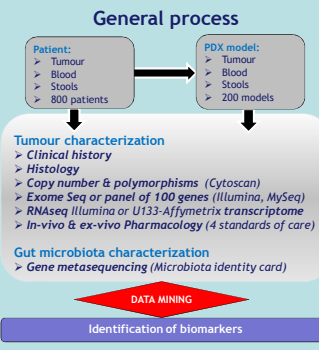 General process
Patient:
➢ Tumour
➢ Blood
➢ Stools
➢ 800 patients
PDX model:
➢ Tumour
➢ Blood
➢ Stools
➢ 200 models
Tumour characterization
➢ Clinical history
➢ Histology
➢ Copy number & polymorphisms (Cytoscan)
➢ Exome Seq or panel of 100 genes (Illumina, MySeq)
➢ RNAseq Illumina or U133-Affymetrix transcriptome
➢ In-vivo & ex-vivo Pharmacology (4 standards of care)
Gut microbiota characterization
➢ Gene metasequencing (Microbiota identity card)
DATA MINING
Identification of biomarkers